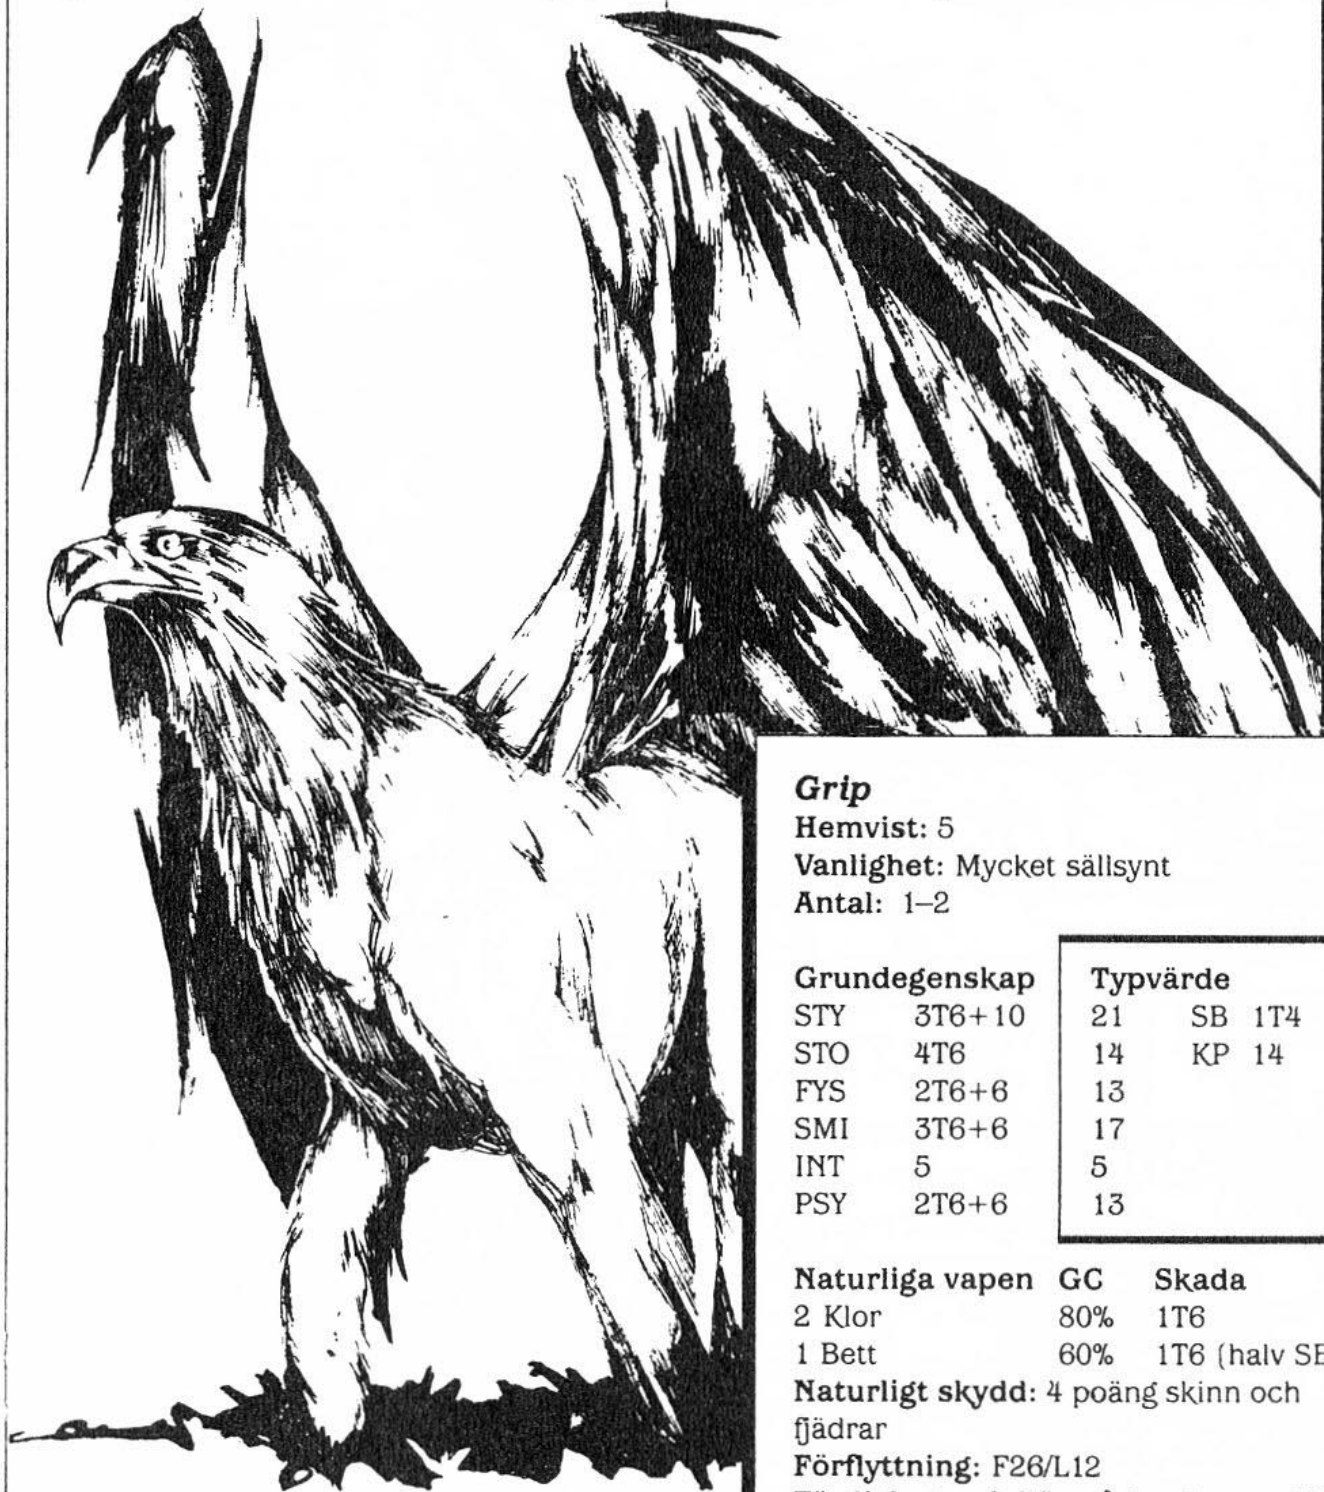 Grip
Hemvist: 5
Vanlighet: Mycket sällsynt
Antal: 1–2
Grundegenskap Typvärde
STY 3T6+10 21 SB 1T4
STO 4T6 14 KP 14
FYS 2T6+6 13
SMI 3T6+6 17
INT 5 5
PSY 2T6+6 13
Naturliga vapen GC Skada
2 Klor 80% 1T6
1 Bett 60% 1T6 (halv SB
Naturligt skydd: 4 poäng skinn och
fjädrar
Förflyttning: F26/L12